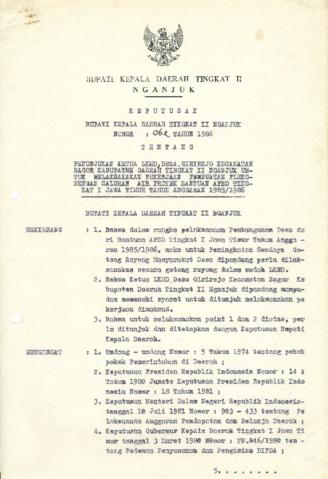 BUPATI KEPALA DAERAH TINGKAT II
NGANJUK
KEPUTUSAN
BUPATI KEPALA DAERAH TINGKAT II NGANJUK
NOMOR : 062 TAHUN 1986
TENTANG
PENUNJUKAN KETUA LKMD, DESA, GIRIREJO KECAMATAN
BAGOR KABUPATEN DAERAH TINGKAT II NGANJUK UN-
TUK MELAKSANAKAN PEKERJAAN PEMBUATAN PLENG-
SENGAN SALURAN AIR PROYEK BANTUAN APBD TING-
KAT I JAWA TIMUR TAHUN ANGGARAN 1985/1986
BUPATI KEPALA DAERAH TINGKAT II NGANJUK
MENIMBANG : 1. Bahwa dalam rangka pelaksanaan Pembangunan Desa da
ri Bantuan APBD Tingkat I Jawa Timur Tahun Angga
ran 1985/1986, maka untuk Peningkatan Swadaya Go-
tong Royong Masyarakat Desa dipandang perlu dilak-
sanakan secara gotong royong dalam wadah LKMD.
2. Bahwa Ketua LKMD, Desa Girirejo Kecamatan Bagor Ka
bupaten Daerah Tingkat II Nganjuk dipandang mampu
dan memenuhi syarat untuk ditunjuk melaksanakan pe
kerjaan dimaksud.
3. Bahwa untuk melaksanakan point 1 dan 2 diatas, per-
lu ditunjuk dan ditetapkan dengan Keputusan Bupati
Kepala Daerah.
MENGINGAT : 1. Undang - undang Nomor : 5 Tahun 1974 tentang pokok
pokok Pemerintahan di Daerah ;
2. Keputusan Presiden Republik Indonesia Nomor : 14 A
Tahun 1980 Juncto Keputusan Presiden Republik Indo
nesia Nomor : 18 Tahun 1981 ;
3. Keputusan Menteri Dalam Negeri Republik Indonesia-
tanggal 18 Juli 1981 Nomor : 903 - 433 tentang Pe
laksanaan Anggaran Pendapatan dan Belanja Daerah ;
4. Keputusan Gubernur Kepala Daerah Tingkat I Jawa Ti
mur tanggal 3 Maret 1980 Nomor : PB.046/1980 ten-
tang Pedoman Penyusunan dan Pengisian DIPDA ;
5. . . . . . . .